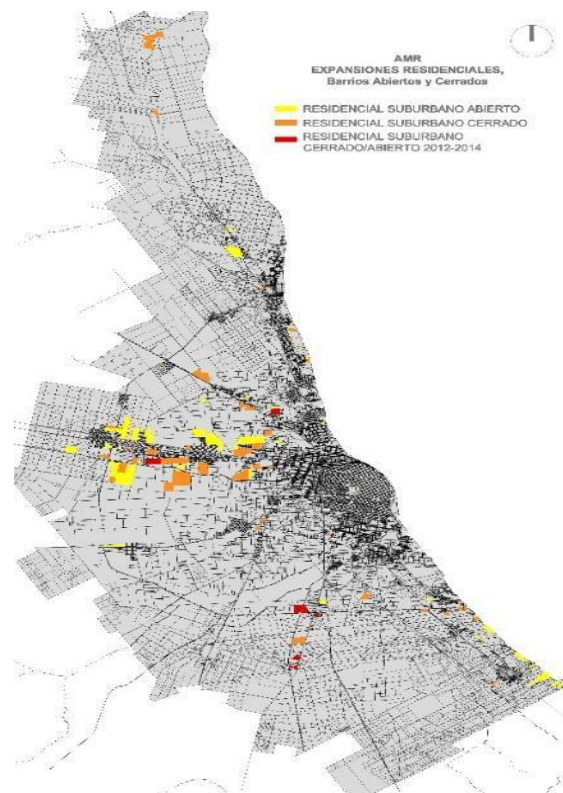 AMR
EXPANSIONES RESIDENCIALES,
Barrios Abiertos y Cerrados
RESIDENCIAL SUBURBANO ABIERTO
RESIDENCIAL SUBURBANO CERRADO
RESIDENCIAL SUBURBANO
CERRADO/ABIERTO 2012-2014